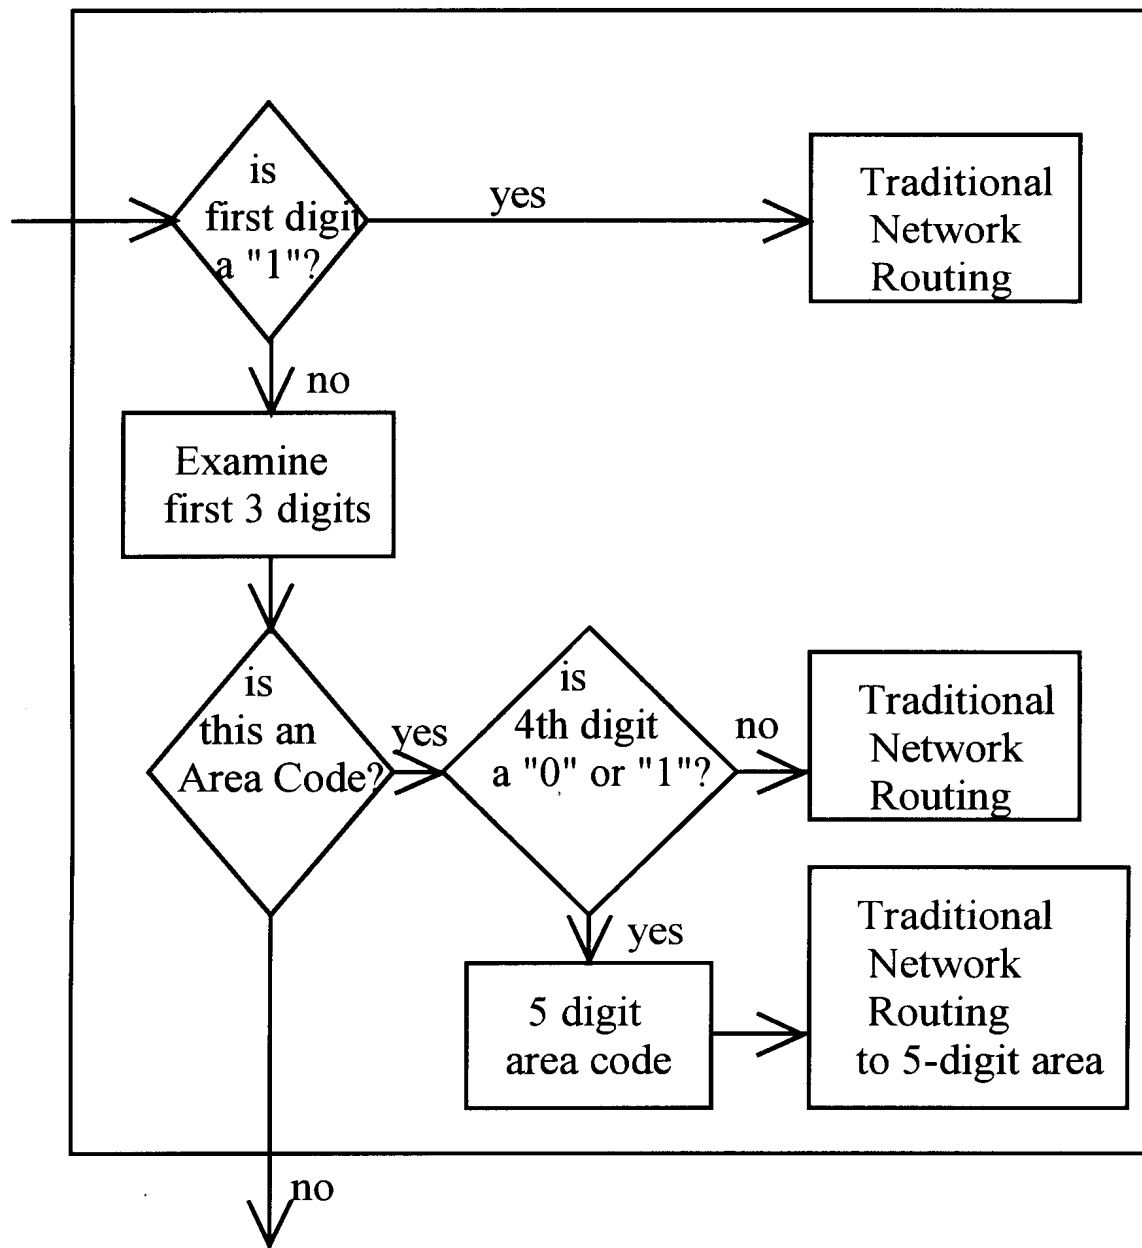 is
first digit
a "1"?
yes
Traditional
Network
Routing
no
Examine
first 3 digits
is
this an
Area Code?
yes
is
4th digit
a "0" or "1"?
no
Traditional
Network
Routing
yes
5 digit
area code
Traditional
Network
Routing
to 5-digit area
no